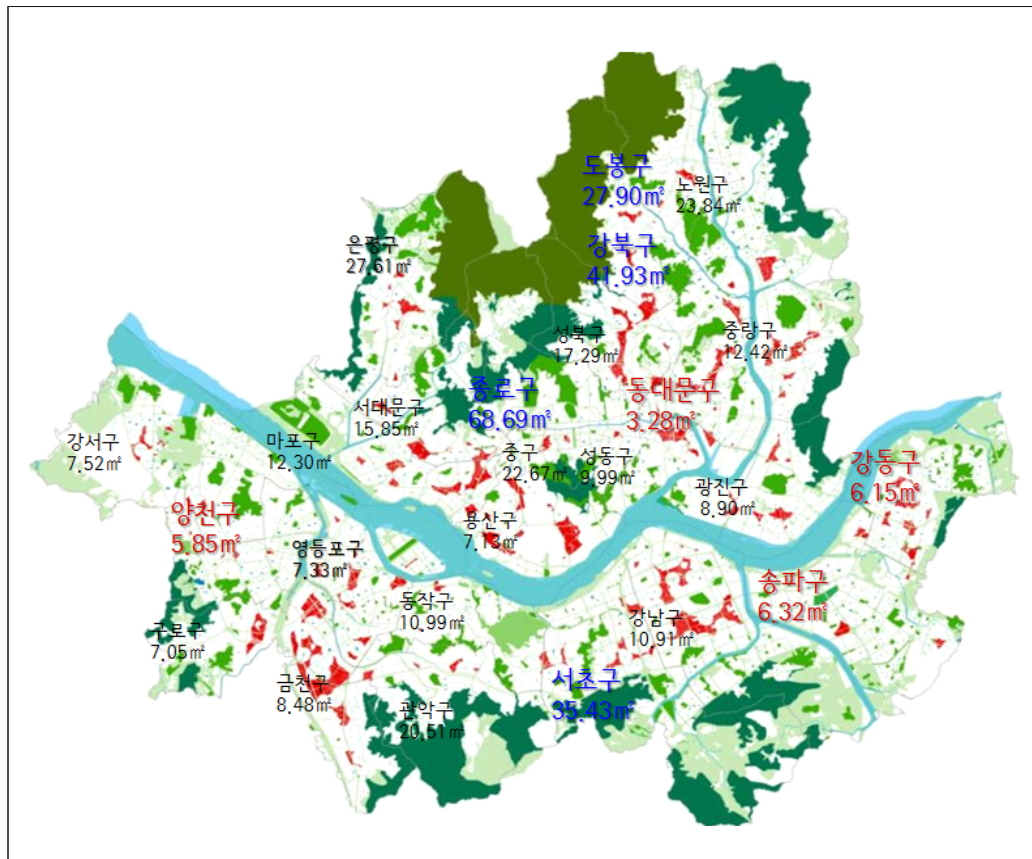 도봉구
27.90㎡
노원구
23.84㎡
은평구
27.61㎡
강북구
41.93㎡
성북구
17.29㎡
중랑구
12.42㎡
종로구
68.69㎡
동대문구
3.28㎡
서대문구
15.85㎡
강서구
7.52㎡
마포구
12.30㎡
중구
22.67㎡
성동구
9.99㎡
광진구
8.90㎡
강동구
6.15㎡
양천구
5.85㎡
용산구
7.13㎡
영등포구
7.33㎡
송파구
6.32㎡
동작구
10.99㎡
강남구
10.91㎡
구로구
7.05㎡
금천구
8.48㎡
서초구
35.43㎡
관악구
20.51㎡